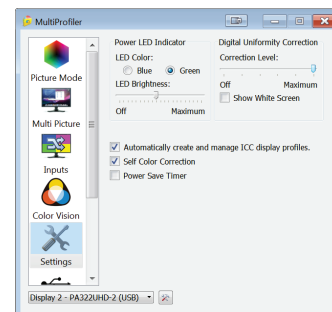 MultiProfiler
Power LED Indicator
LED Color:
Blue Green
LED Brightness:
Off Maximum
Digital Uniformity Correction
Correction Level:
Off Maximum
Show White Screen
Picture Mode
Multi Picture
Inputs
Color Vision
Settings
Automatically create and manage ICC display profiles.
Self Color Correction
Power Save Timer
Display 2 - PA322UHD-2 (USB)